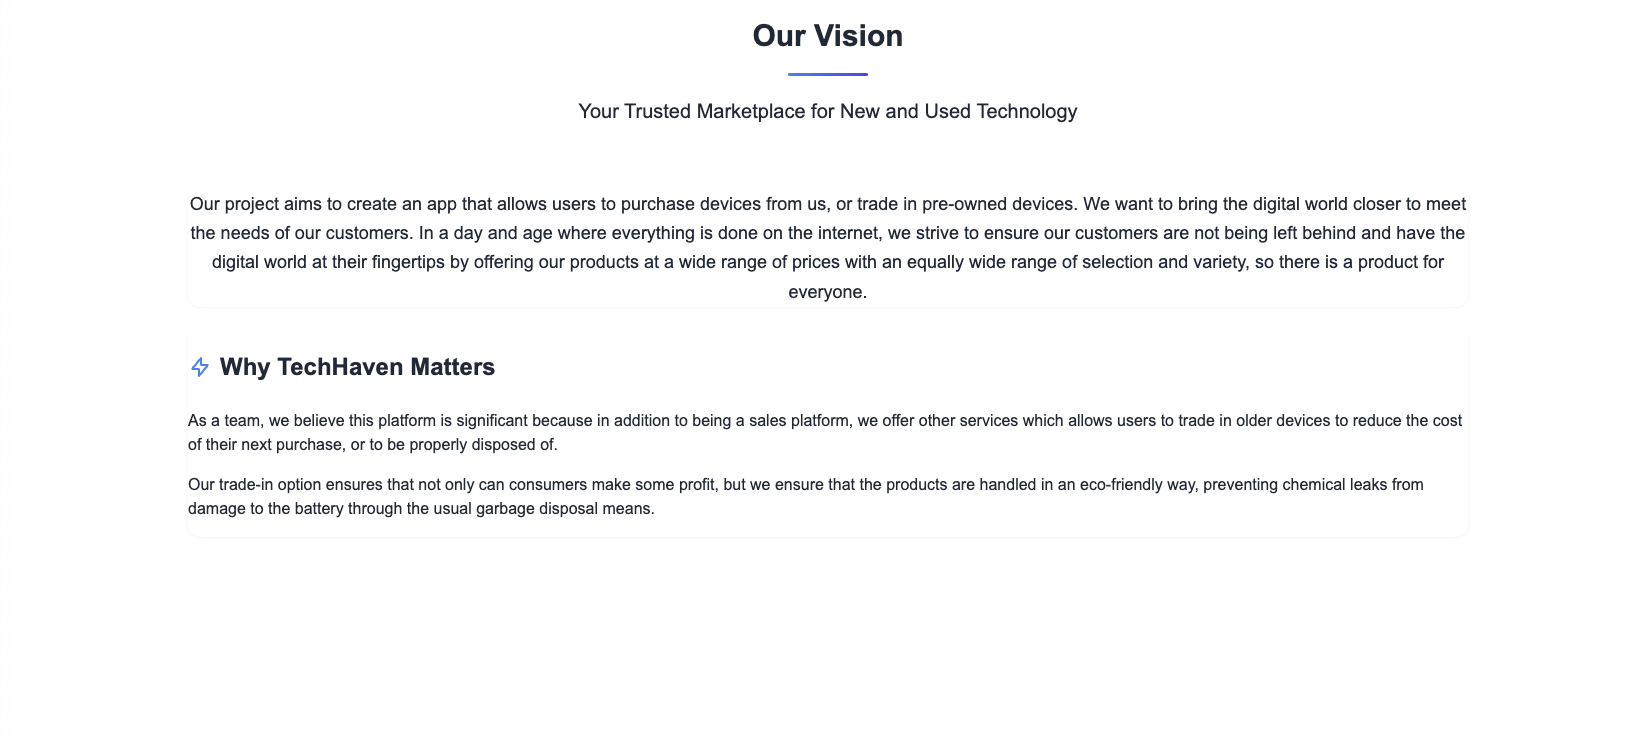 Our Vision
Your Trusted Marketplace for New and Used Technology
Our project aims to create an app that allows users to purchase devices from us, or trade in pre-owned devices. We want to bring the digital world closer to meet
the needs of our customers. In a day and age where everything is done on the internet, we strive to ensure our customers are not being left behind and have the
digital world at their fingertips by offering our products at a wide range of prices with an equally wide range of selection and variety, so there is a product for
everyone.
Why TechHaven Matters
As a team, we believe this platform is significant because in addition to being a sales platform, we offer other services which allows users to trade in older devices to reduce the cost
of their next purchase, or to be properly disposed of.
Our trade-in option ensures that not only can consumers make some profit, but we ensure that the products are handled in an eco-friendly way, preventing chemical leaks from
damage to the battery through the usual garbage disposal means.